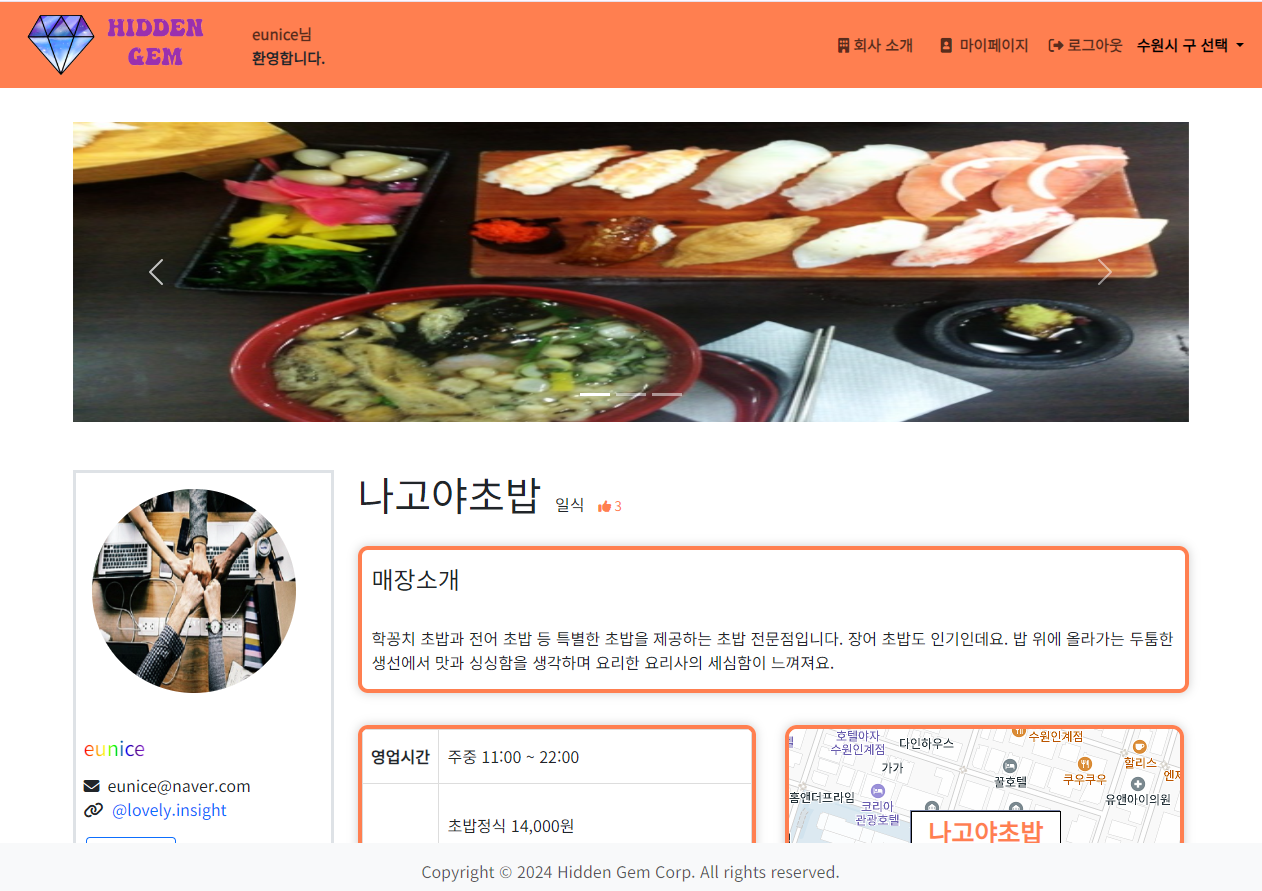 HIDDEN
GEM
eunice님
환영합니다.
회사 소개
마이페이지
로그아웃
수원시 구 선택
나고야초밥 일식 3
매장소개
학꽁치 초밥과 전어 초밥 등 특별한 초밥을 제공하는 초밥 전문점입니다. 장어 초밥도 인기인데요. 밥 위에 올라가는 두툼한
생선에서 맛과 싱싱함을 생각하며 요리한 요리사의 세심함이 느껴져요.
eunice
eunice@naver.com
@lovely.insight
영업시간 주중 11:00 ~ 22:00
초밥정식 14,000원
호텔야자
수원인계점
다인하우스
수원인계점
할리스
가가
꿀호텔
쿠우쿠우
홈앤더프라임
코리아
관광호텔
유앤아이의원
나고야초밥
Copyright © 2024 Hidden Gem Corp. All rights reserved.